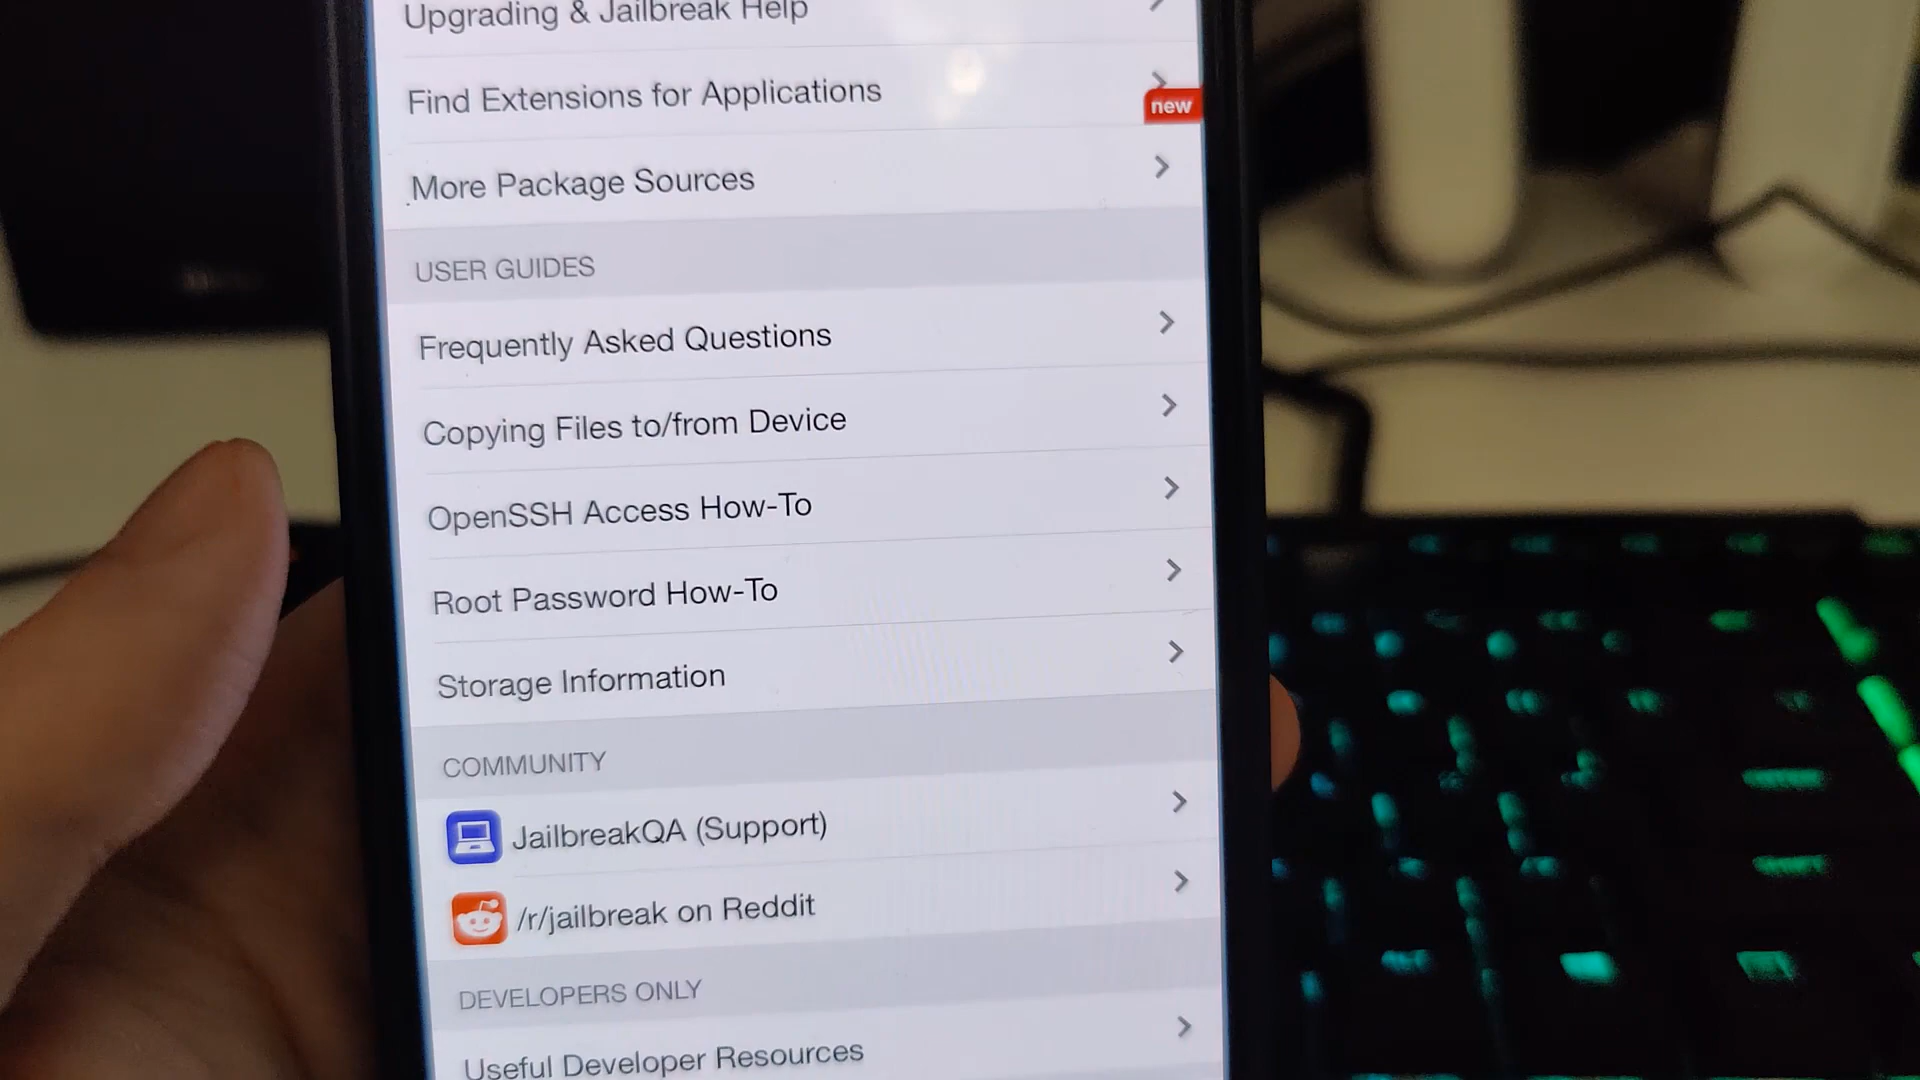 Upgrading & Jailbreak Help
Find Extensions for Applications
new
More Package Sources
USER GUIDES
Frequently Asked Questions
Copying Files to/from Device
OpenSSH Access How-To
Root Password How-To
Storage Information
COMMUNITY
JailbreakQA (Support)
/r/jailbreak on Reddit
DEVELOPERS ONLY
Useful Developer Resources